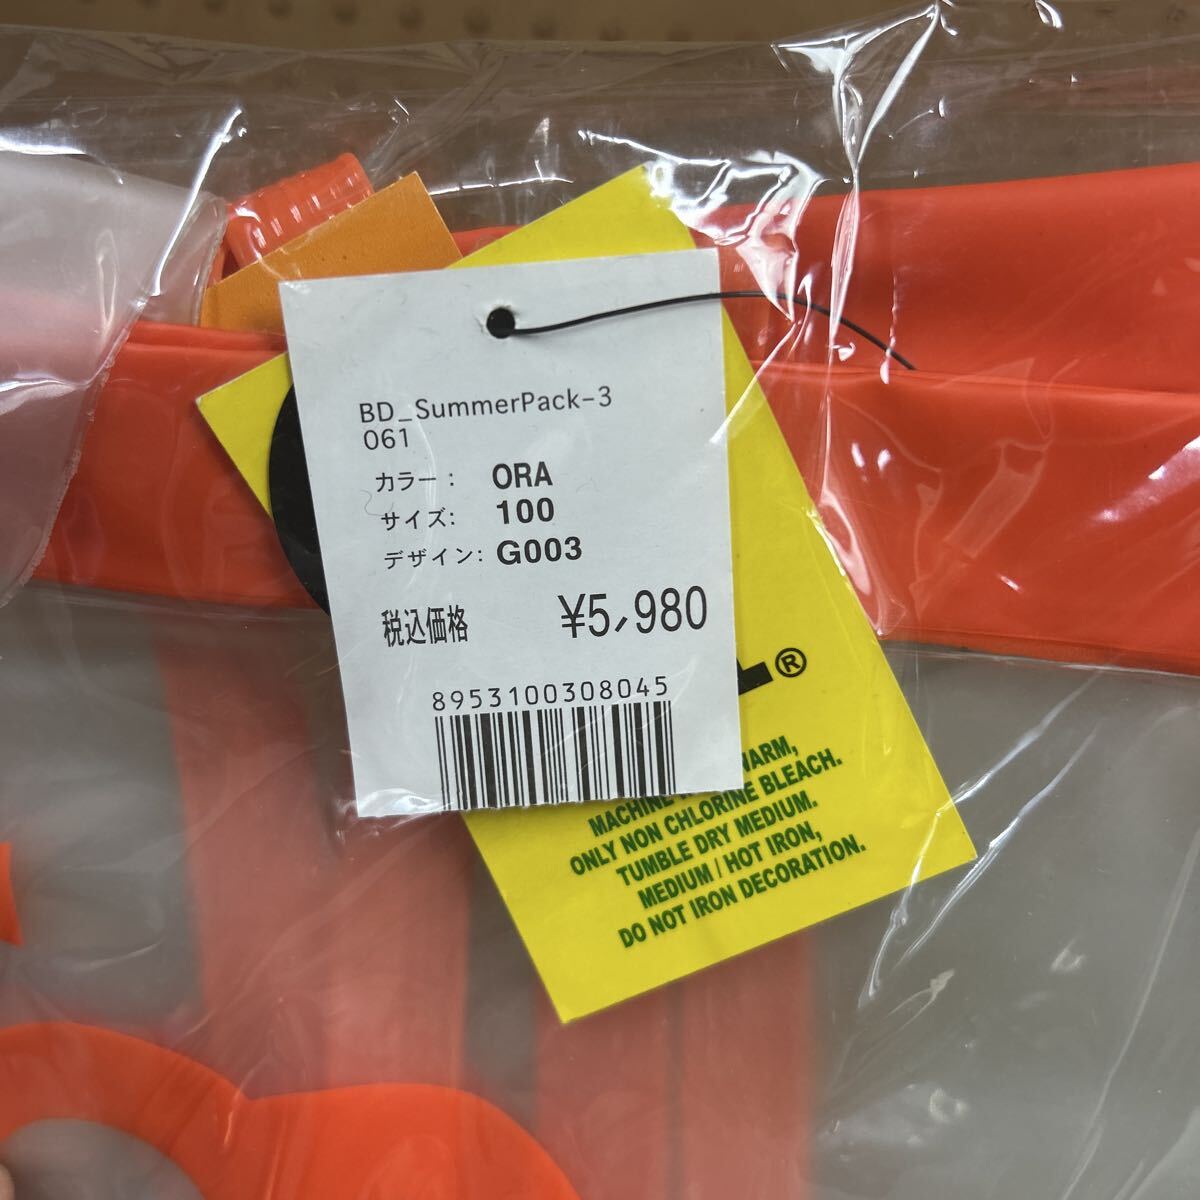 BD_SummerPack-3
061
カラー： ORA
サイズ: 100
デザイン: G003
税込価格 ¥5,980
8953100308045
L®
WARM,
MACHINE
ONLY NON CHLORINE BLEACH.
TUMBLE DRY MEDIUM.
MEDIUM / HOT IRON,
DO NOT IRON DECORATION.